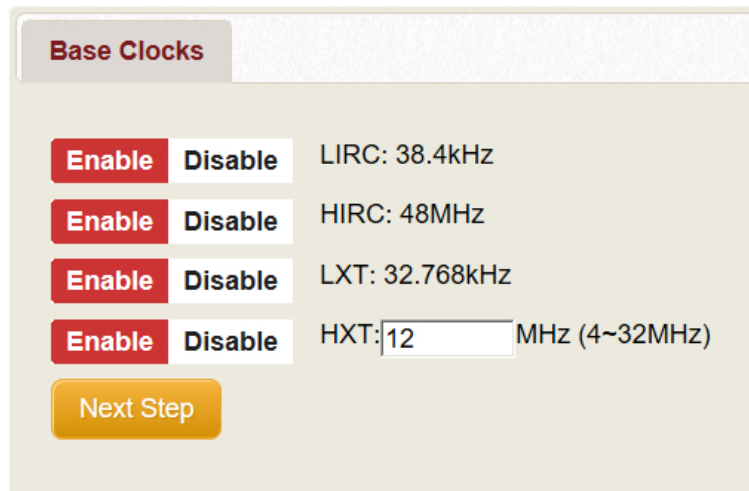 Base Clocks
Enable Disable LIRC: 38.4kHz
Enable Disable HIRC: 48MHz
Enable Disable LXT: 32.768kHz
Enable Disable HXT: 12 MHz (4~32MHz)
Next Step